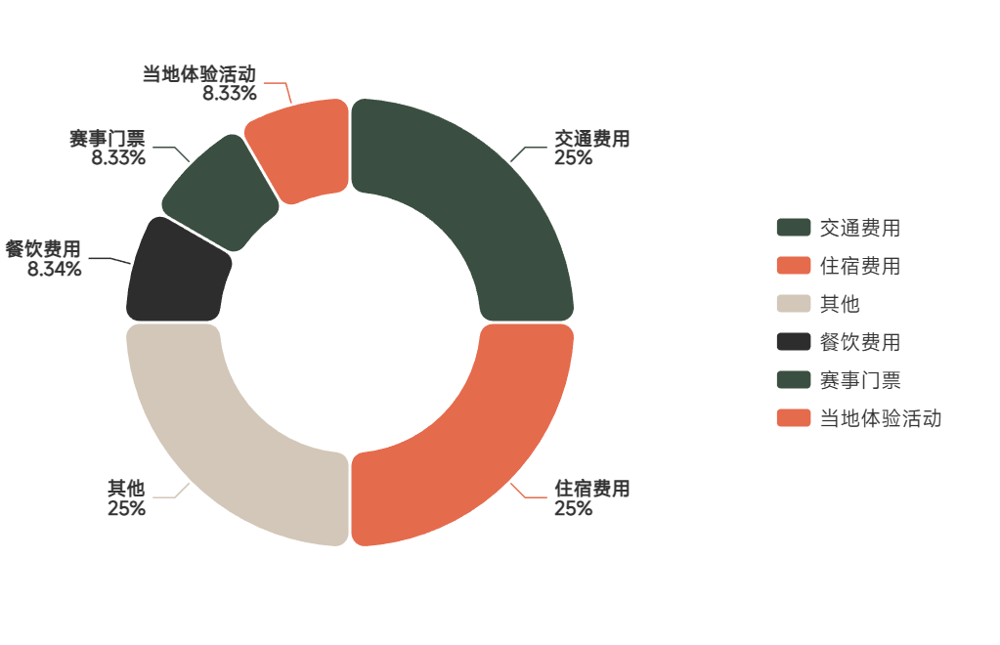 当地体验活动
8.33%
赛事门票
8.33%
餐饮费用
8.34%
其他
25%
交通费用
25%
住宿费用
25%
交通费用
住宿费用
其他
餐饮费用
赛事门票
当地体验活动